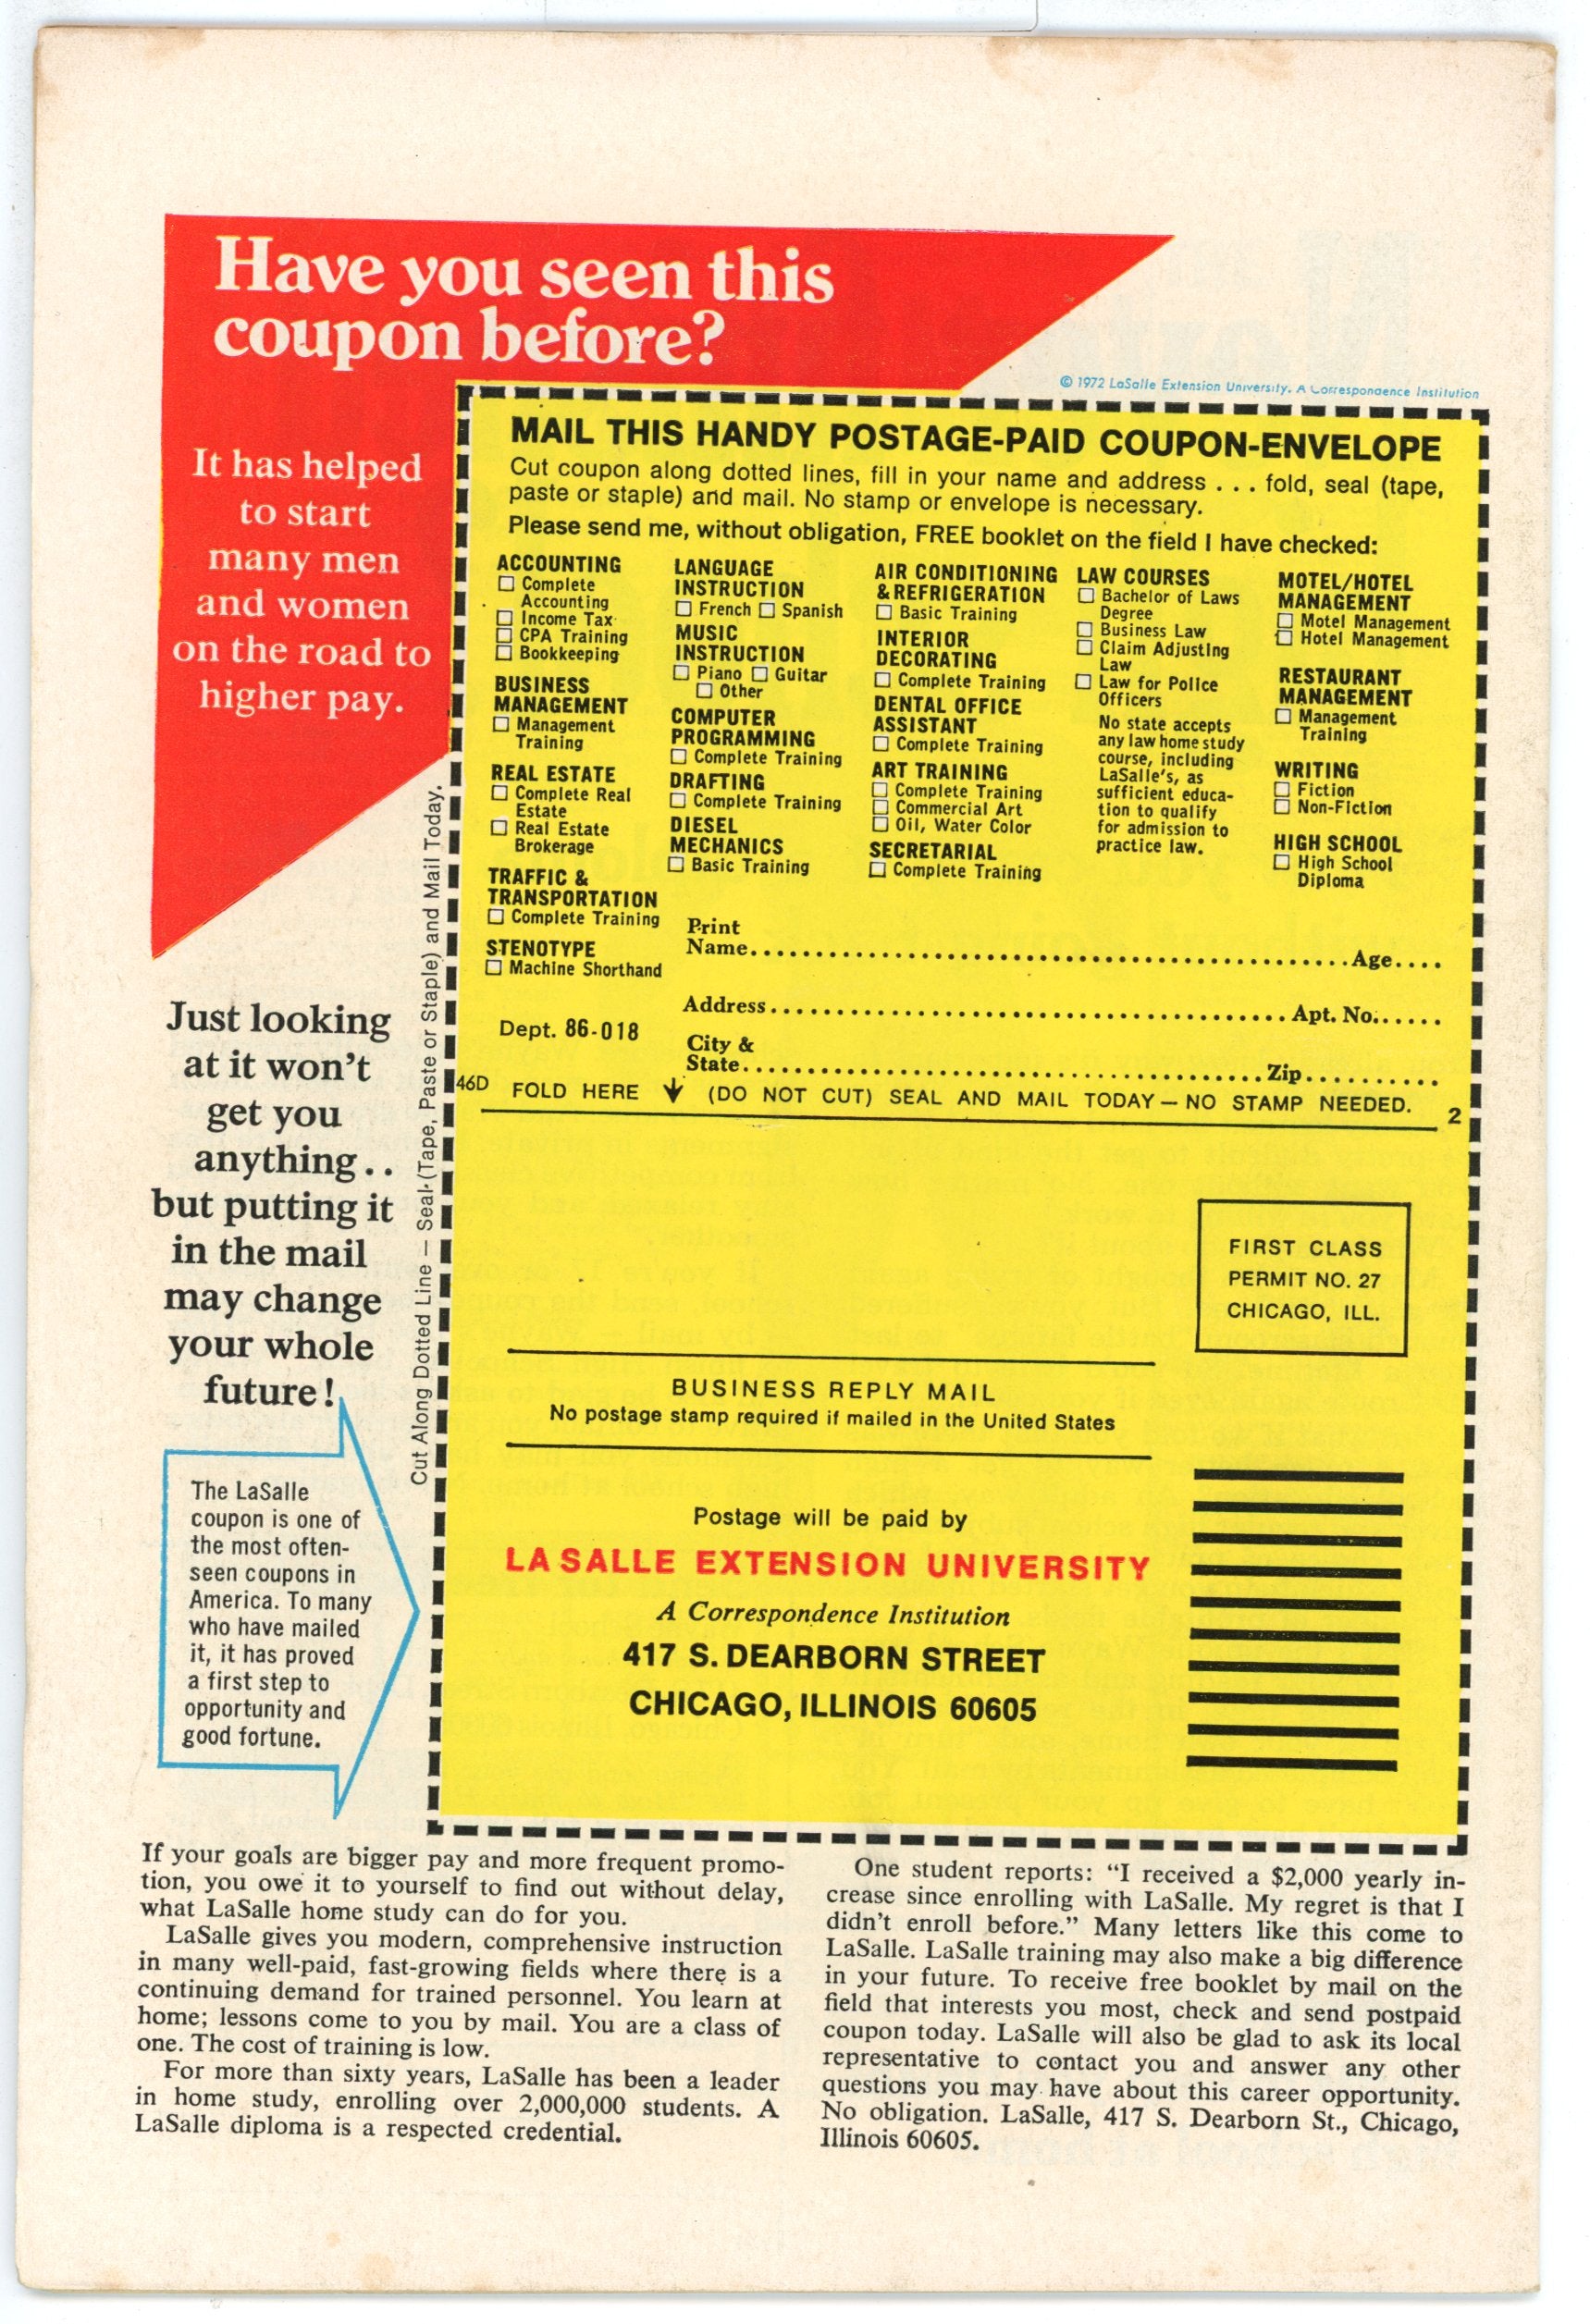 Have you seen this
coupon before?
It has helped
to start
many men
and women
on the road to
higher pay.
© 1972 LaSalle Extension University, A Correspondence Institution
MAIL THIS HANDY POSTAGE-PAID COUPON-ENVELOPE
Cut coupon along dotted lines, fill in your name and address . . . fold, seal (tape,
paste or staple) and mail. No stamp or envelope is necessary.
Please send me, without obligation, FREE booklet on the field I have checked:
ACCOUNTING
☐ Complete
Accounting
☐ Income Tax
☐ CPA Training
☐ Bookkeeping
BUSINESS
MANAGEMENT
☐ Management
Training
REAL ESTATE
☐ Complete Real
Estate
☐ Real Estate
Brokerage
TRAFFIC &
TRANSPORTATION
☐ Complete Training
STENOTYPE
☐ Machine Shorthand
LANGUAGE
INSTRUCTION
☐ French ☐ Spanish
MUSIC
INSTRUCTION
☐ Piano ☐ Guitar
☐ Other
COMPUTER
PROGRAMMING
☐ Complete Training
DRAFTING
☐ Complete Training
DIESEL
MECHANICS
☐ Basic Training
AIR CONDITIONING
& REFRIGERATION
☐ Basic Training
INTERIOR
DECORATING
☐ Complete Training
DENTAL OFFICE
ASSISTANT
☐ Complete Training
ART TRAINING
☐ Complete Training
☐ Commercial Art
☐ Oil, Water Color
SECRETARIAL
☐ Complete Training
LAW COURSES
☐ Bachelor of Laws
Degree
☐ Business Law
☐ Claim Adjusting
Law
☐ Law for Police
Officers
No state accepts
any law home study
course, including
LaSalle's, as
sufficient educa-
tion to qualify
for admission to
practice law.
MOTEL/HOTEL
MANAGEMENT
☐ Motel Management
☐ Hotel Management
RESTAURANT
MANAGEMENT
☐ Management
Training
WRITING
☐ Fiction
☐ Non-Fiction
HIGH SCHOOL
☐ High School
Diploma
Print
Name.......................................................Age....
Address...............................................Apt. No......
Dept. 86-018
City &
State................................................Zip..........
46D FOLD HERE ↓ (DO NOT CUT) SEAL AND MAIL TODAY — NO STAMP NEEDED. 2
Cut Along Dotted Line — Seal (Tape, Paste or Staple) and Mail Today.
Just looking
at it won't
get you
anything . .
but putting it
in the mail
may change
your whole
future!
The LaSalle
coupon is one of
the most often-
seen coupons in
America. To many
who have mailed
it, it has proved
a first step to
opportunity and
good fortune.
FIRST CLASS
PERMIT NO. 27
CHICAGO, ILL.
BUSINESS REPLY MAIL
No postage stamp required if mailed in the United States
Postage will be paid by
LA SALLE EXTENSION UNIVERSITY
A Correspondence Institution
417 S. DEARBORN STREET
CHICAGO, ILLINOIS 60605
If your goals are bigger pay and more frequent promo-
tion, you owe it to yourself to find out without delay,
what LaSalle home study can do for you.
LaSalle gives you modern, comprehensive instruction
in many well-paid, fast-growing fields where there is a
continuing demand for trained personnel. You learn at
home; lessons come to you by mail. You are a class of
one. The cost of training is low.
For more than sixty years, LaSalle has been a leader
in home study, enrolling over 2,000,000 students. A
LaSalle diploma is a respected credential.
One student reports: “I received a $2,000 yearly in-
crease since enrolling with LaSalle. My regret is that I
didn't enroll before.” Many letters like this come to
LaSalle. LaSalle training may also make a big difference
in your future. To receive free booklet by mail on the
field that interests you most, check and send postpaid
coupon today. LaSalle will also be glad to ask its local
representative to contact you and answer any other
questions you may have about this career opportunity.
No obligation. LaSalle, 417 S. Dearborn St., Chicago,
Illinois 60605.